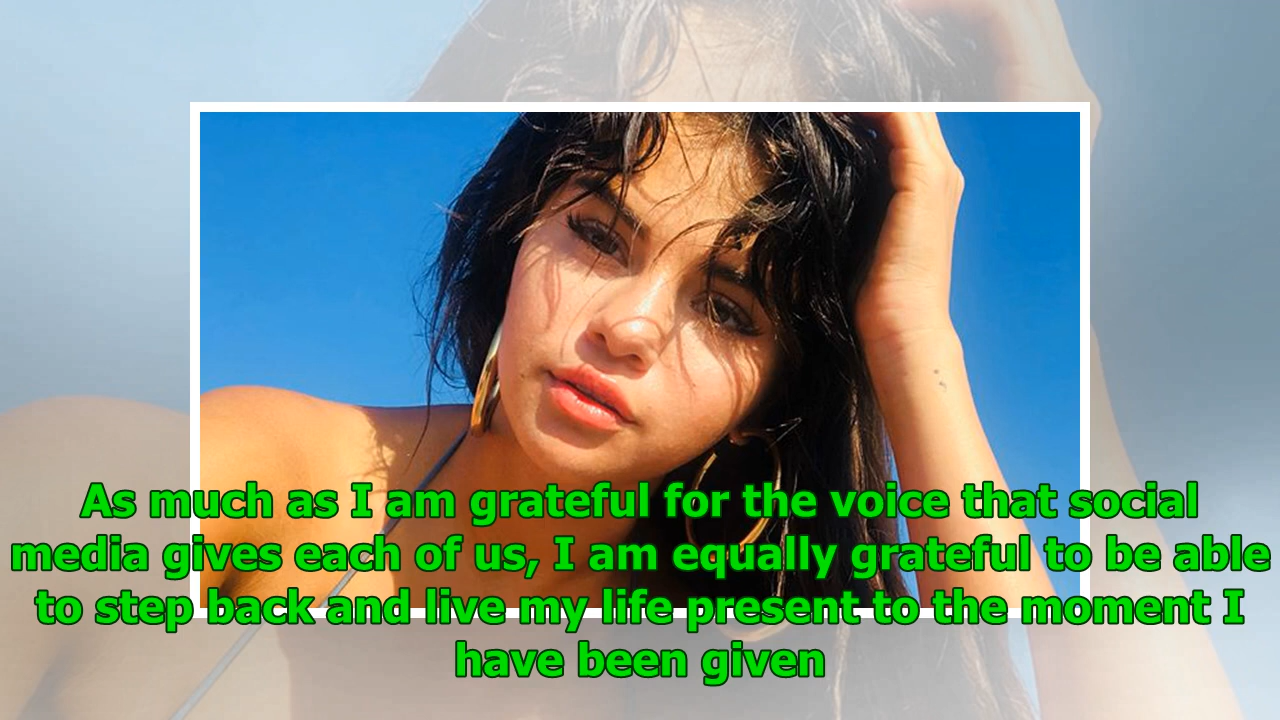 As much as I am grateful for the voice that social
media gives each of us, I am equally grateful to be able
to step back and live my life present to the moment I
have been given